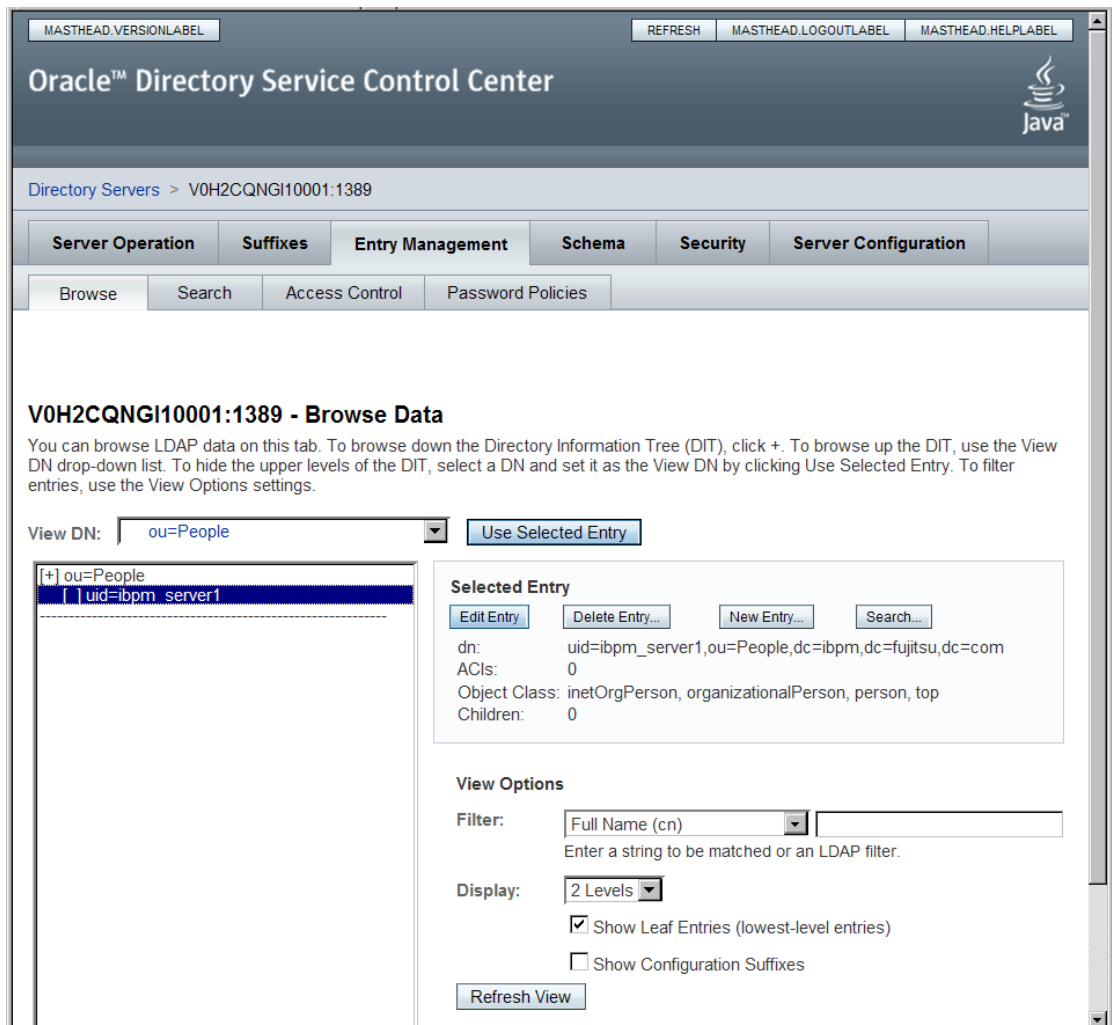 MASTHEAD.VERSIONLABEL REFRESH MASTHEAD.LOGOUTLABEL MASTHEAD.HELPLABEL
Oracle™ Directory Service Control Center
Java™
Directory Servers > V0H2CQNGI10001:1389
Server Operation Suffixes Entry Management Schema Security Server Configuration
Browse Search Access Control Password Policies
V0H2CQNGI10001:1389 - Browse Data
You can browse LDAP data on this tab. To browse down the Directory Information Tree (DIT), click +. To browse up the DIT, use the View
DN drop-down list. To hide the upper levels of the DIT, select a DN and set it as the View DN by clicking Use Selected Entry. To filter
entries, use the View Options settings.
View DN: ou=People Use Selected Entry
[+] ou=People
[ ] uid=ibpm_server1
------------------------------------------------------------
Selected Entry
Edit Entry Delete Entry... New Entry... Search...
dn: uid=ibpm_server1,ou=People,dc=ibpm,dc=fujitsu,dc=com
ACIs: 0
Object Class: inetOrgPerson, organizationalPerson, person, top
Children: 0
View Options
Filter: Full Name (cn)
Enter a string to be matched or an LDAP filter.
Display: 2 Levels
Show Leaf Entries (lowest-level entries)
Show Configuration Suffixes
Refresh View